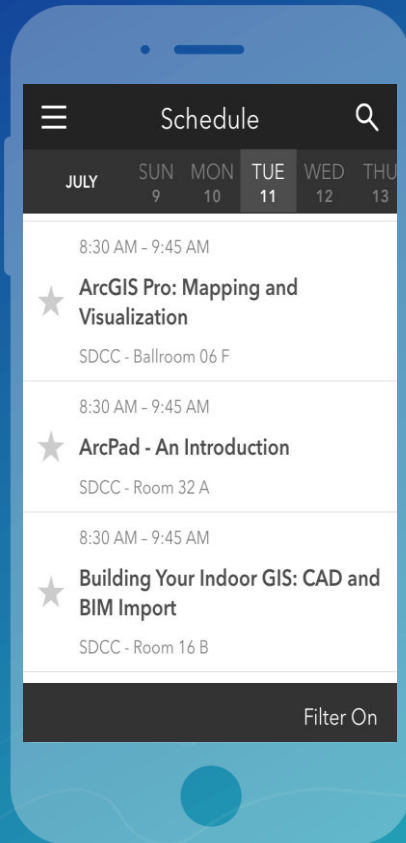 Schedule
JULY
SUN MON TUE WED THU
9 10 11 12 13
8:30 AM – 9:45 AM
ArcGIS Pro: Mapping and
Visualization
SDCC - Ballroom 06 F
8:30 AM – 9:45 AM
ArcPad - An Introduction
SDCC - Room 32 A
8:30 AM – 9:45 AM
Building Your Indoor GIS: CAD and
BIM Import
SDCC - Room 16 B
Filter On